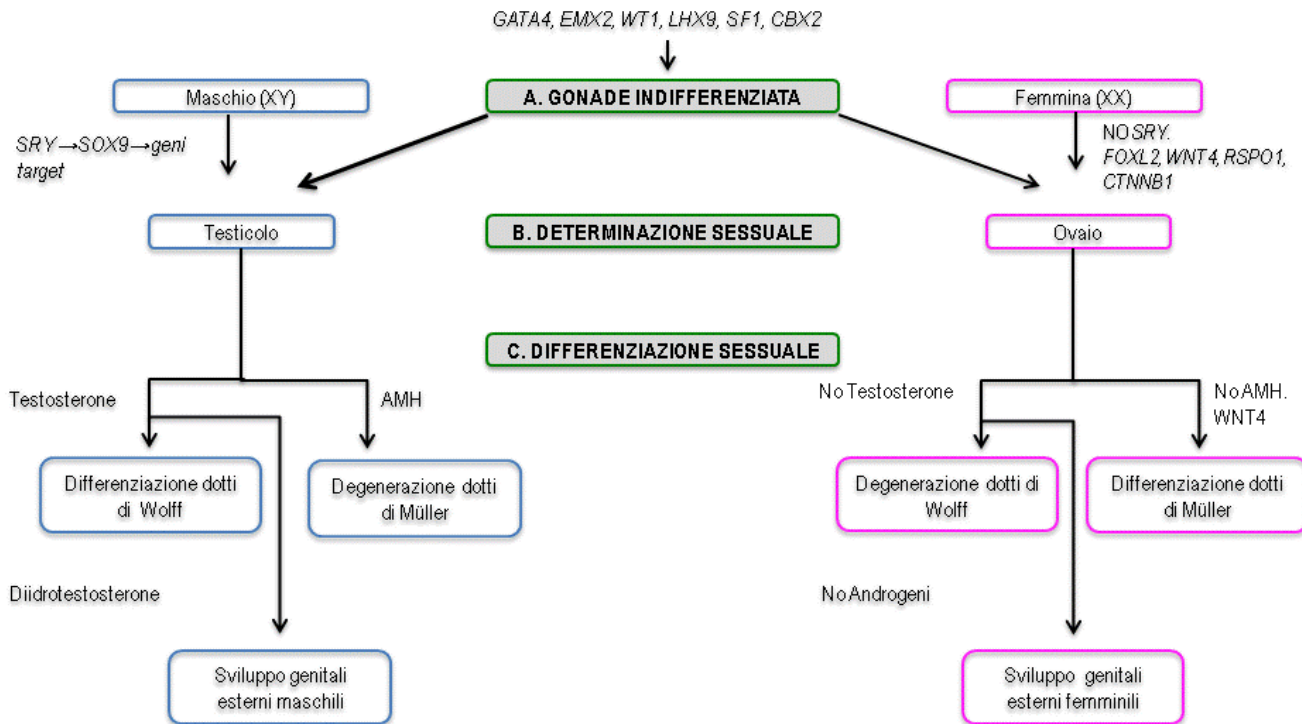 GATA4, EMX2, WT1, LHX9, SF1, CBX2
Maschio (XY)
A. GONADE INDIFFERENZIATA
Femmina (XX)
SRY→SOX9→geni
target
NO SRY.
FOXL2, WNT4, RSPO1,
CTNNB1
Testicolo
B. DETERMINAZIONE SESSUALE
Ovaio
C. DIFFERENZIAZIONE SESSUALE
Testosterone
AMH
No Testosterone
No AMH.
WNT4
Differenziazione dotti
di Wolff
Degenerazione dotti
di Müller
Degenerazione dotti di
Wolff
Differenziazione dotti
di Müller
Diidrotestosterone
No Androgeni
Sviluppo genitali
esterni maschili
Sviluppo genitali
esterni femminili